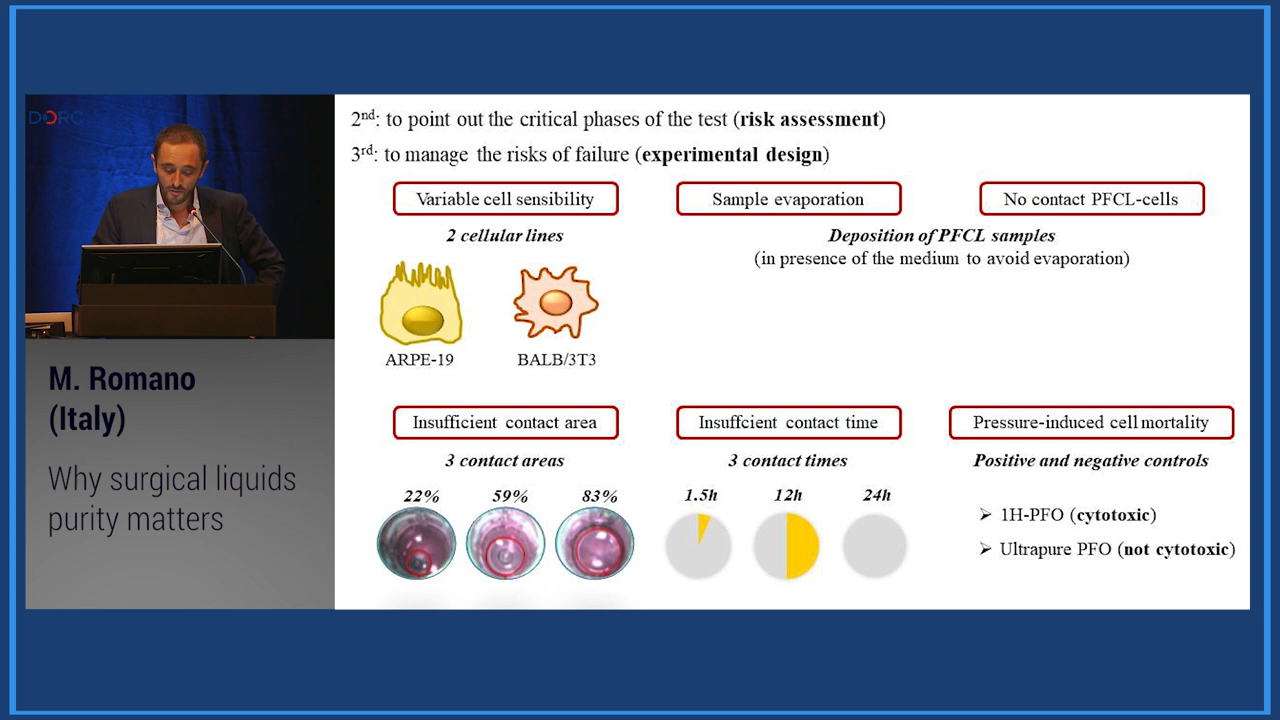 DORC
M. Romano
(Italy)
Why surgical liquids
purity matters
2nd: to point out the critical phases of the test (risk assessment)
3rd: to manage the risks of failure (experimental design)
Variable cell sensibility
Sample evaporation
No contact PFCL-cells
2 cellular lines
Deposition of PFCL samples
(in presence of the medium to avoid evaporation)
ARPE-19
BALB/3T3
Insufficient contact area
Insuffcient contact time
Pressure-induced cell mortality
3 contact areas
3 contact times
Positive and negative controls
22%
59%
83%
1.5h
12h
24h
➢ 1H-PFO (cytotoxic)
➢ Ultrapure PFO (not cytotoxic)